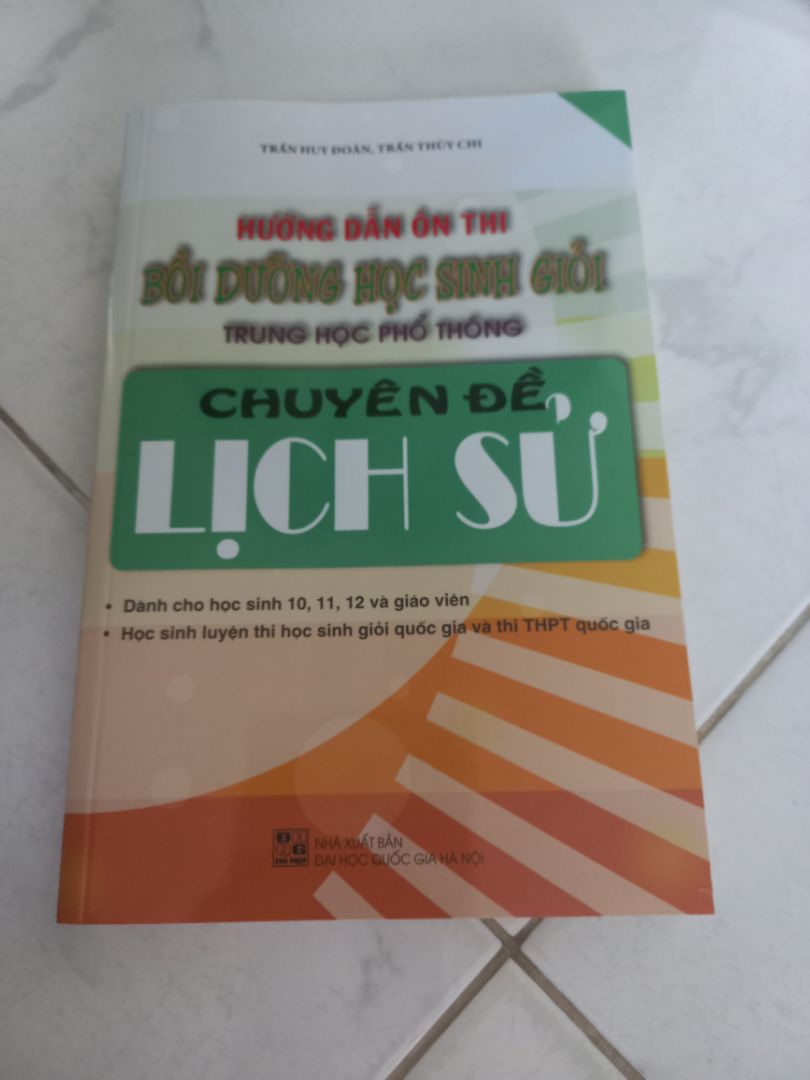 TRẦN HUY ĐOÀN, TRẦN THÙY CHI
HƯỚNG DẪN ÔN THI
BỒI DƯỠNG HỌC SINH GIỎI
TRUNG HỌC PHỔ THÔNG
CHUYÊN ĐỀ
LỊCH SỬ
• Dành cho học sinh 10, 11, 12 và giáo viên
• Học sinh luyện thi học sinh giỏi quốc gia và thi THPT quốc gia
NHÀ XUẤT BẢN
ĐẠI HỌC QUỐC GIA HÀ NỘI